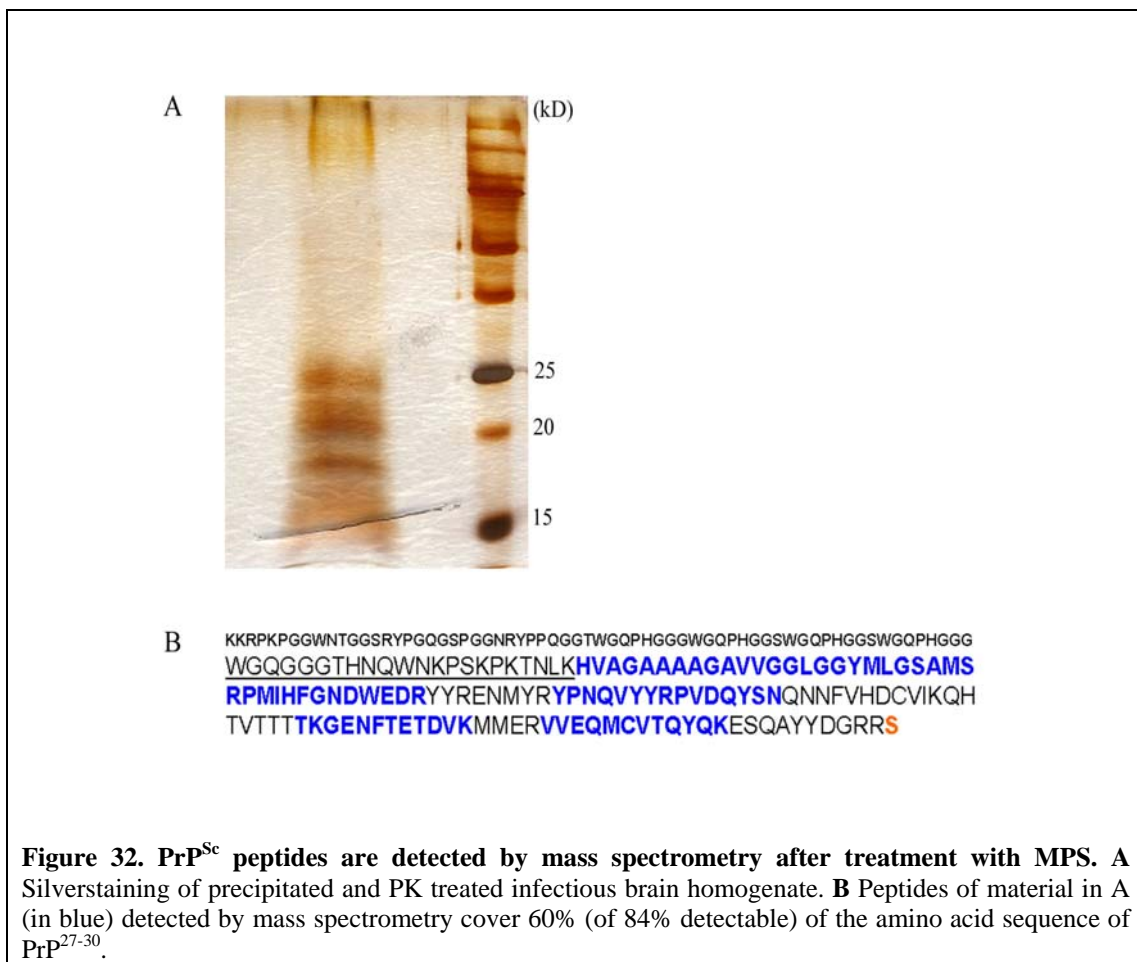 A
(kD)
25
20
15
B
KKRPKPGGWNTGGSRYPGQGSPGGNRYPPQGGTWGQPHGGGWGQPHGGSWGQPHGGSWGQPHGGG
WGQGGGTHNQWNKPSKPKTNLKHVAGAAAAGAVVGGLGGYMLGSAMS
RPMIHFGNDWEDRYYRENMYRYPNQVYYRPVDQYSNQNNFVHDCVIKQH
TVTTTTKGENFTETDVKMMERVVEQMCVTQYQKESQAYYDGRRS
Figure 32. PrPSc peptides are detected by mass spectrometry after treatment with MPS. A
Silverstaining of precipitated and PK treated infectious brain homogenate. B Peptides of material in A
(in blue) detected by mass spectrometry cover 60% (of 84% detectable) of the amino acid sequence of
PrP27-30.